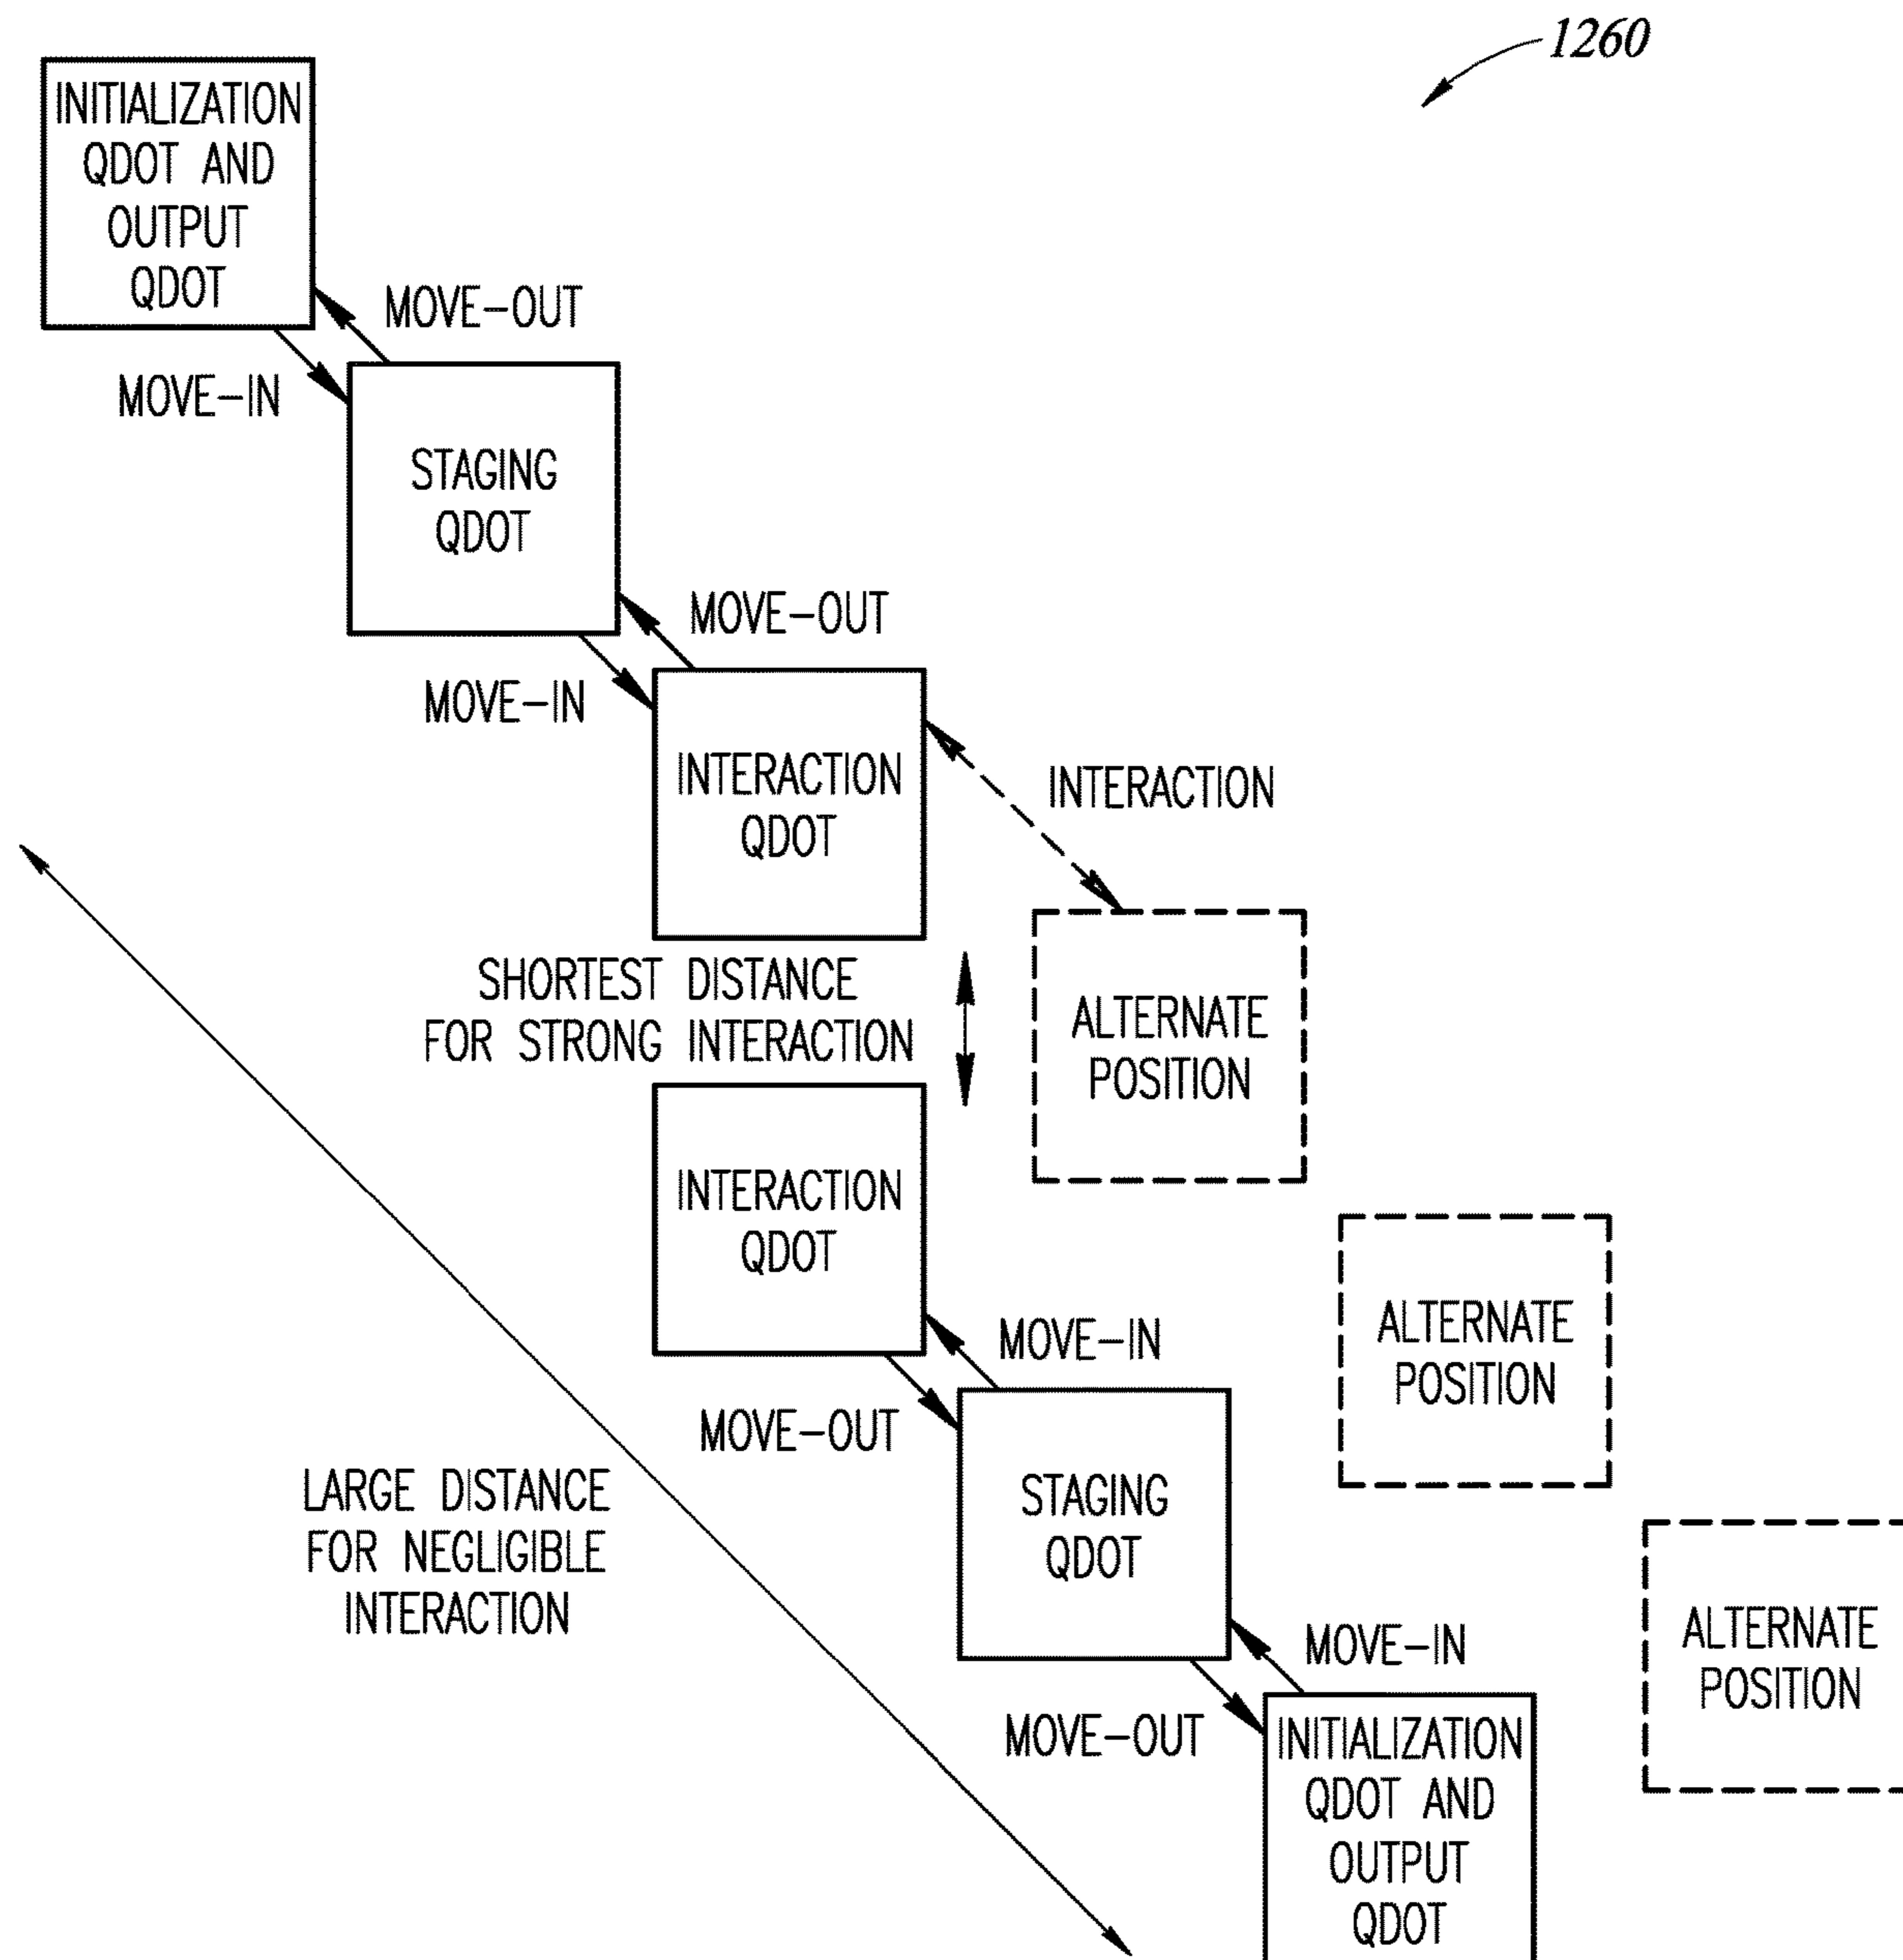 1260
INITIALIZATION
QDOT AND
OUTPUT
QDOT
MOVE-OUT
MOVE-IN
STAGING
QDOT
MOVE-OUT
MOVE-IN
INTERACTION
QDOT
INTERACTION
SHORTEST DISTANCE
FOR STRONG INTERACTION
ALTERNATE
POSITION
INTERACTION
QDOT
MOVE-IN
MOVE-OUT
ALTERNATE
POSITION
LARGE DISTANCE
FOR NEGLIGIBLE
INTERACTION
STAGING
QDOT
MOVE-IN
MOVE-OUT
ALTERNATE
POSITION
INITIALIZATION
QDOT AND
OUTPUT
QDOT